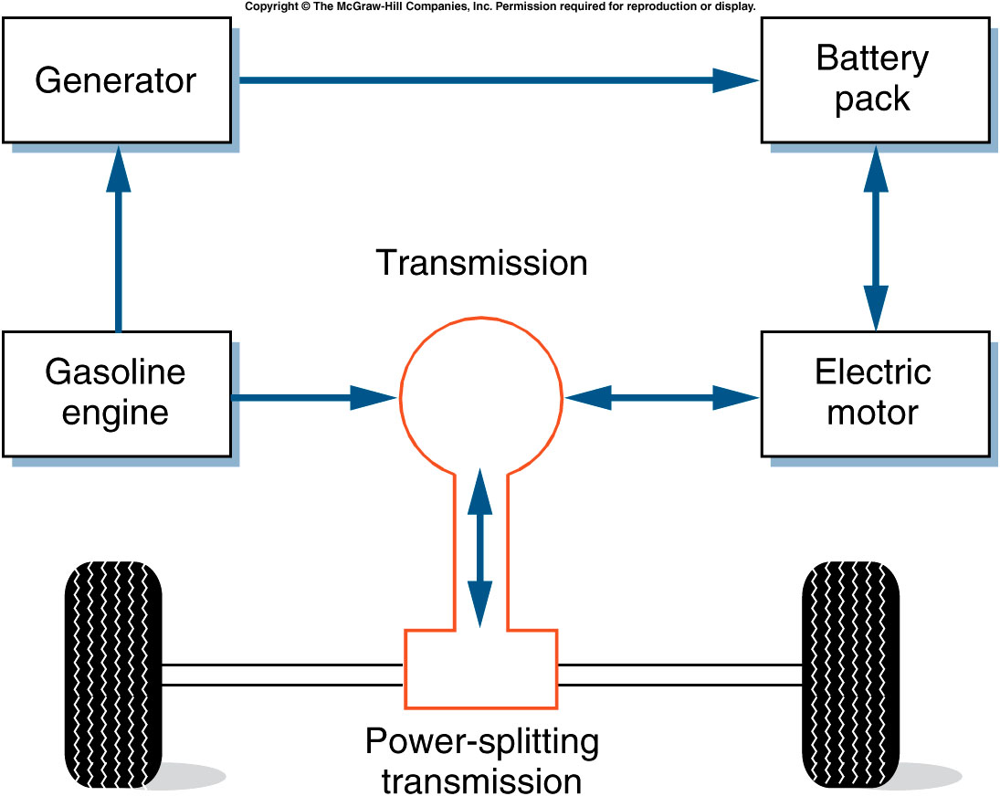 Copyright © The McGraw-Hill Companies, Inc. Permission required for reproduction or display.
Generator
Battery
pack
Transmission
Gasoline
engine
Electric
motor
Power-splitting
transmission